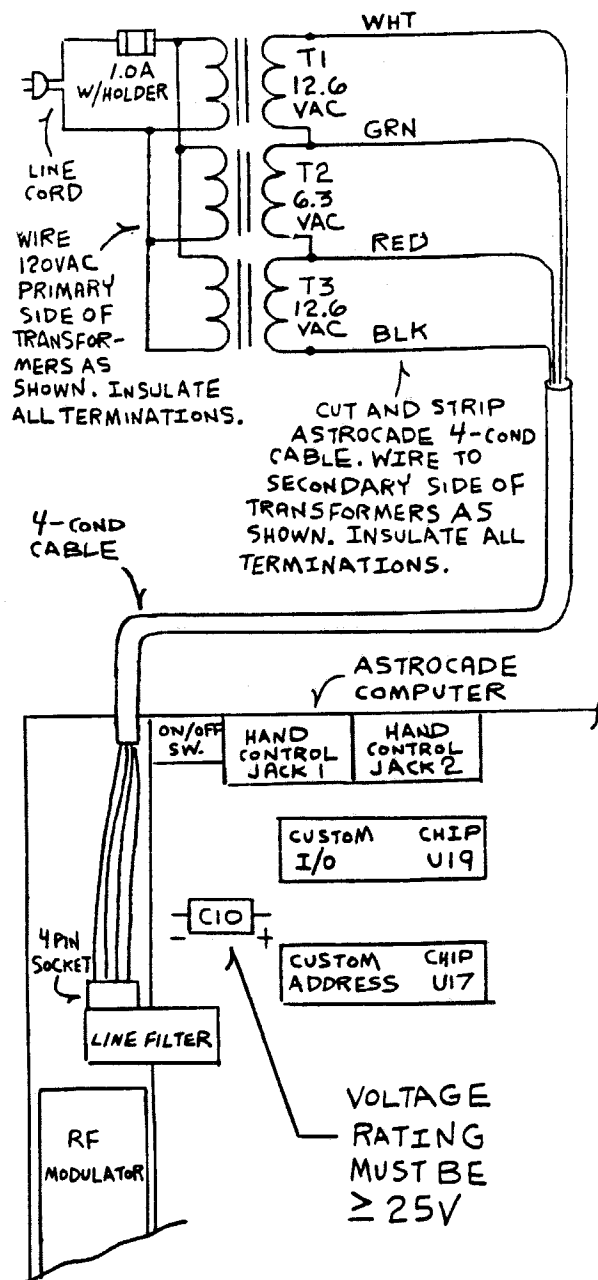 WHT
1.0A
W/HOLDER
T1
12.6
VAC
LINE
CORD
GRN
T2
6.3
VAC
WIRE
120VAC
PRIMARY
SIDE OF
TRANSFOR-
MERS AS
SHOWN. INSULATE
ALL TERMINATIONS.
RED
T3
12.6
VAC
BLK
CUT AND STRIP
ASTROCADE 4-COND
CABLE. WIRE TO
SECONDARY SIDE OF
TRANSFORMERS AS
SHOWN. INSULATE ALL
TERMINATIONS.
4-COND
CABLE
ASTROCADE
COMPUTER
ON/OFF
SW.
HAND
CONTROL
JACK 1
HAND
CONTROL
JACK 2
CUSTOM CHIP
I/O U19
C10
- +
4 PIN
SOCKET
CUSTOM CHIP
ADDRESS U17
LINE FILTER
RF
MODULATOR
VOLTAGE
RATING
MUST BE
≥ 25V